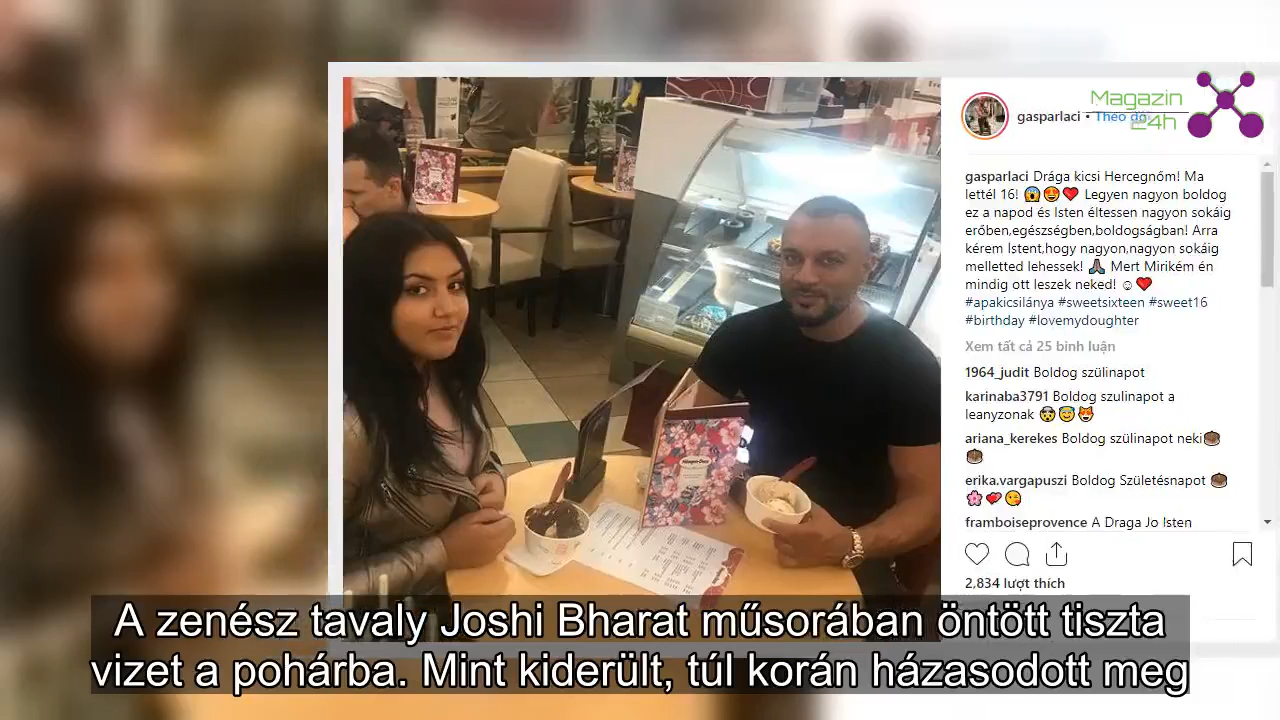 Magazin
24h
gasparlaci • Theo dõi
gasparlaci Drága kicsi Hercegnőm! Ma
lettél 16! 😱😍❤️ Legyen nagyon boldog
ez a napod és Isten éltessen nagyon sokáig
erőben,egészségben,boldogságban! Arra
kérem Istent,hogy nagyon,nagyon sokáig
melletted lehessek! 🙏🏾 Mert Mirikém én
mindig ott leszek neked! ☺️❤️
#apakicsilánya #sweetsixteen #sweet16
#birthday #lovemydoughter
Xem tất cả 25 bình luận
1964_judit Boldog szülinapot
karinaba3791 Boldog szulinapot a
leanyzonak 😲😇😻
ariana_kerekes Boldog szülinapot neki🎂
🎂
erika.vargapuszi Boldog Születésnapot 🎂
🌸💝😘
framboiseprovence A Draga Jo Isten
2,834 lượt thích
Häagen-Dazs
A zenész tavaly Joshi Bharat műsorában öntött tiszta
vizet a pohárba. Mint kiderült, túl korán házasodott meg